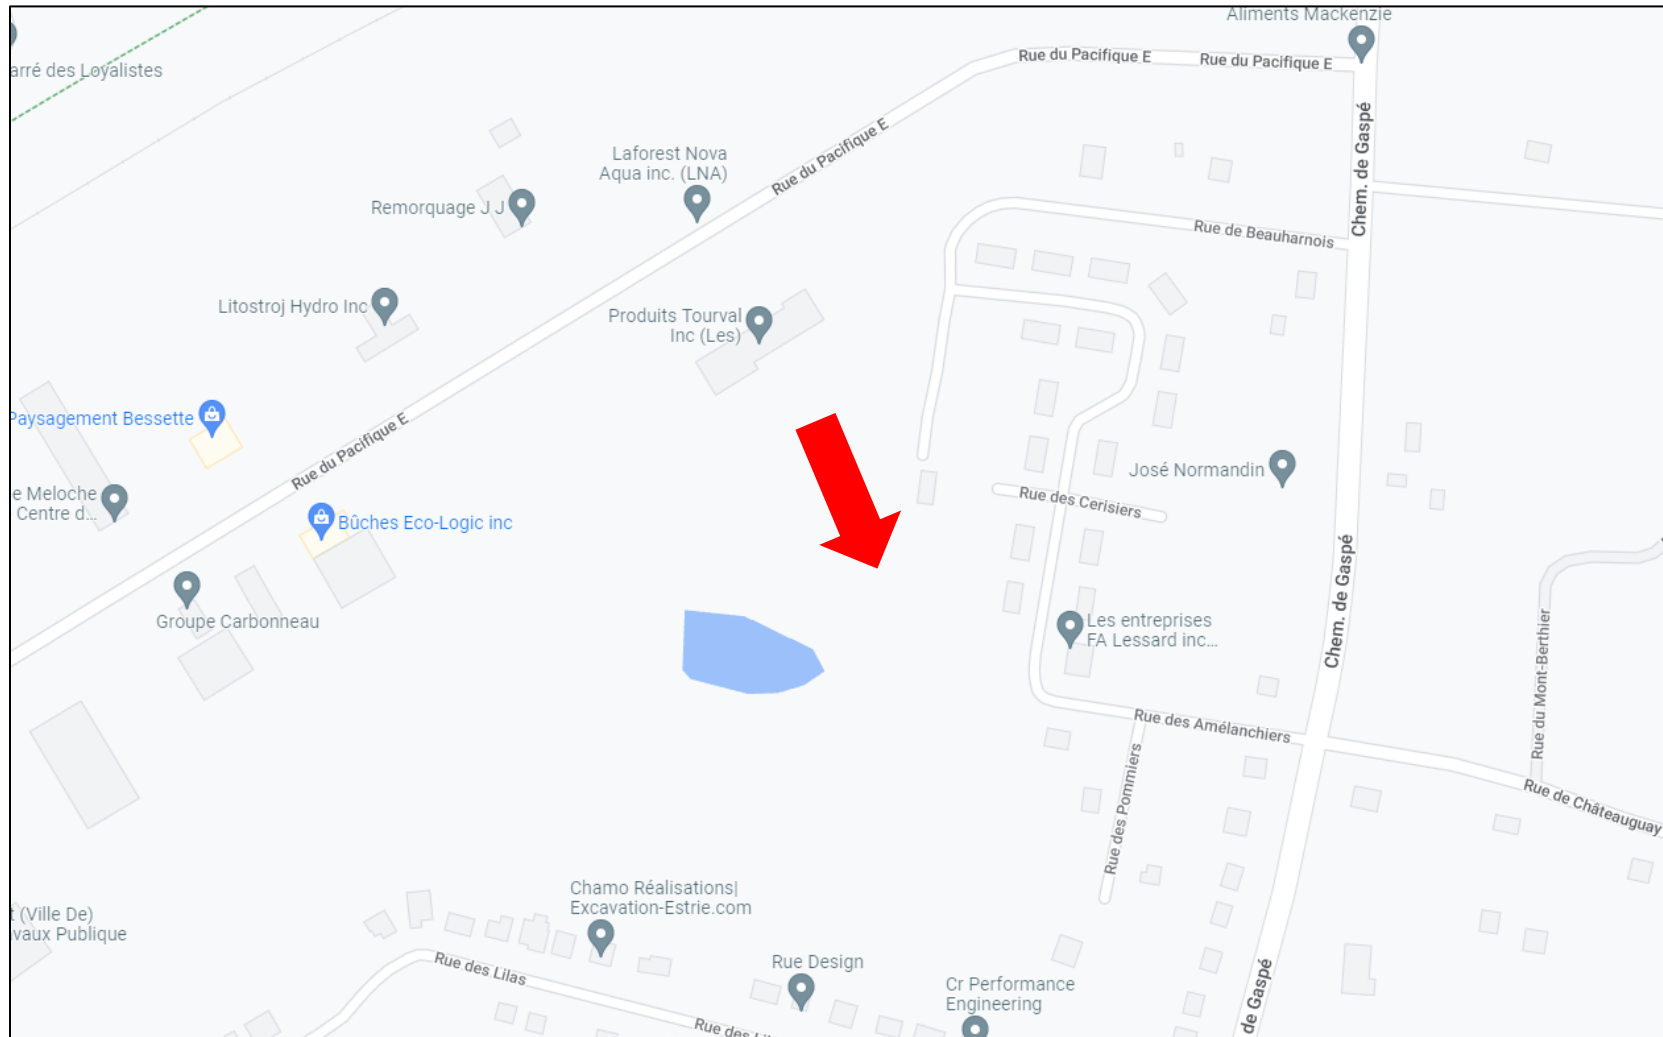 Aliments Mackenzie
Rue du Pacifique E
Rue du Pacifique E
arré des Loyalistes
Chem. de Gaspé
Laforest Nova
Aqua inc. (LNA)
Rue du Pacifique E
Remorquage J J
Rue de Beauharnois
Litostroj Hydro Inc
Produits Tourval
Inc (Les)
Paysagement Bessette
Rue du Pacifique E
José Normandin
e Meloche
Centre d...
Rue des Cerisiers
Bûches Eco-Logic inc
Chem. de Gaspé
Groupe Carbonneau
Les entreprises
FA Lessard inc...
Rue du Mont-Berthier
Rue des Amélanchiers
Rue des Pommiers
Rue de Châteauguay
Chamo Réalisations|
Excavation-Estrie.com
t (Ville De)
vaux Publique
Rue des Lilas
Rue Design
Cr Performance
Engineering
de Gaspé
Rue des Li